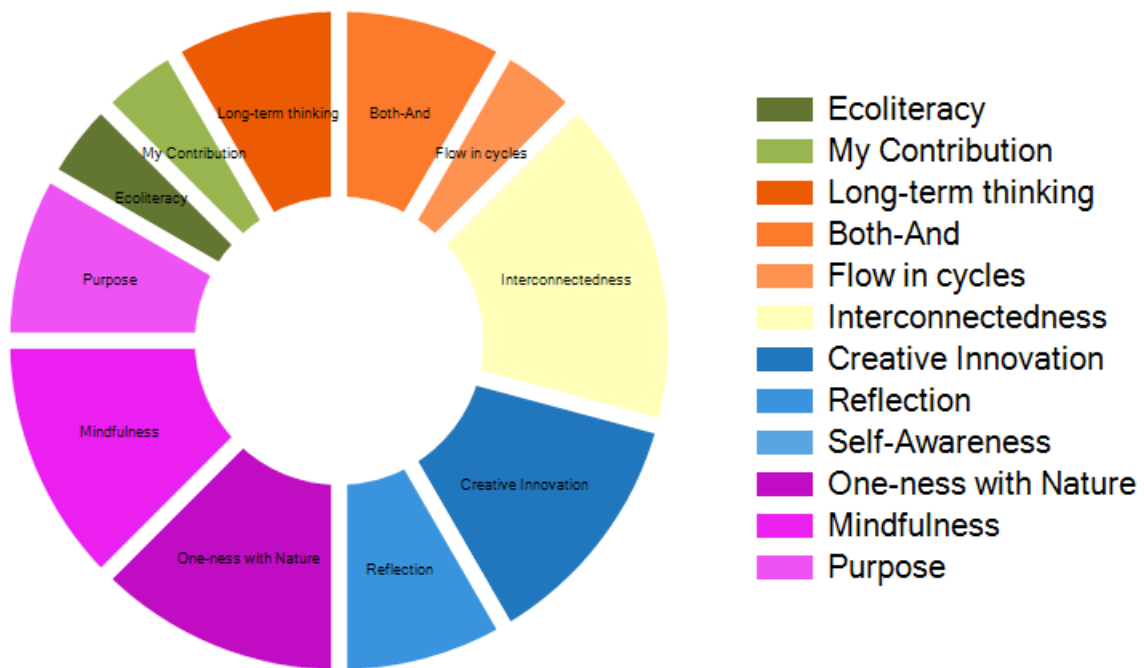 Long-term thinking
Both-And
My Contribution
Flow in cycles
Ecoliteracy
Purpose
Interconnectedness
Mindfulness
Creative Innovation
One-ness with Nature
Reflection
Ecoliteracy
My Contribution
Long-term thinking
Both-And
Flow in cycles
Interconnectedness
Creative Innovation
Reflection
Self-Awareness
One-ness with Nature
Mindfulness
Purpose